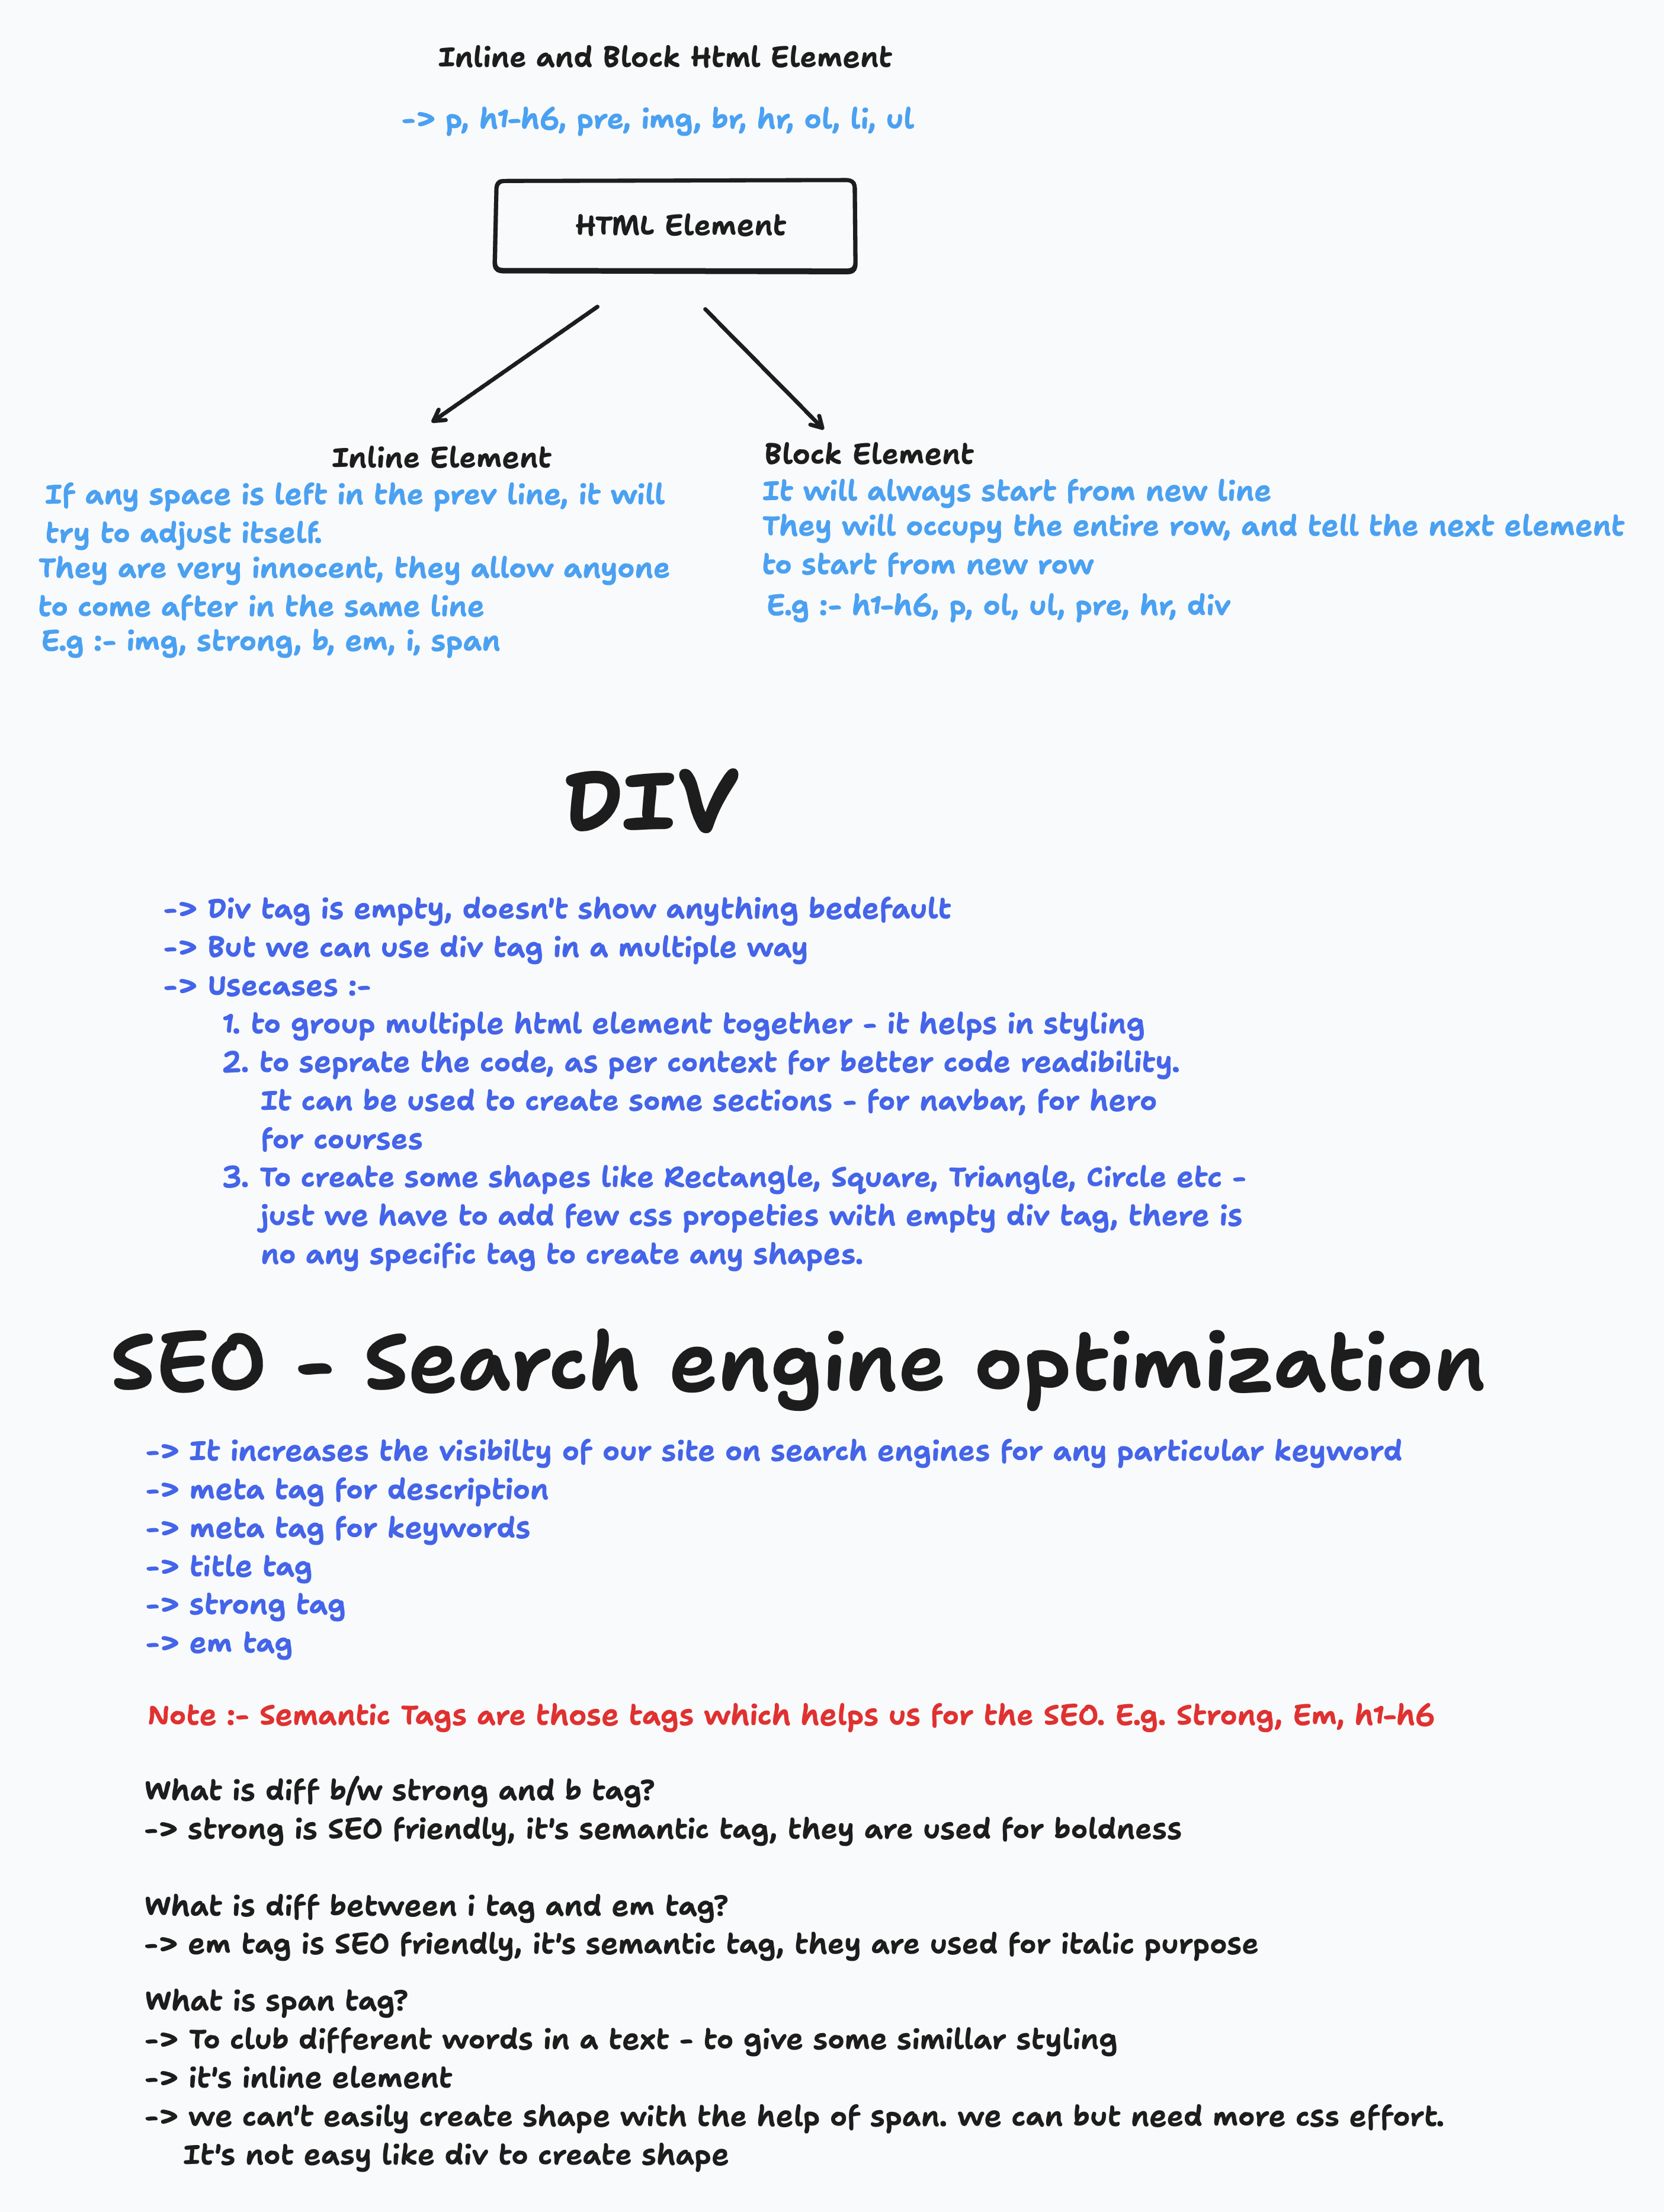 Inline and Block Html Element
-> p, h1-h6, pre, img, br, hr, ol, li, ul
HTML Element
Inline Element
If any space is left in the prev line, it will
try to adjust itself.
They are very innocent, they allow anyone
to come after in the same line
E.g :- img, strong, b, em, i, span
Block Element
It will always start from new line
They will occupy the entire row, and tell the next element
to start from new row
E.g :- h1-h6, p, ol, ul, pre, hr, div
DIV
-> Div tag is empty, doesn't show anything bedefault
-> But we can use div tag in a multiple way
-> Usecases :-
1. to group multiple html element together - it helps in styling
2. to seprate the code, as per context for better code readibility.
It can be used to create some sections - for navbar, for hero
for courses
3. To create some shapes like Rectangle, Square, Triangle, Circle etc -
just we have to add few css propeties with empty div tag, there is
no any specific tag to create any shapes.
SEO - Search engine optimization
-> It increases the visibilty of our site on search engines for any particular keyword
-> meta tag for description
-> meta tag for keywords
-> title tag
-> strong tag
-> em tag
Note :- Semantic Tags are those tags which helps us for the SEO. E.g. Strong, Em, h1-h6
What is diff b/w strong and b tag?
-> strong is SEO friendly, it's semantic tag, they are used for boldness
What is diff between i tag and em tag?
-> em tag is SEO friendly, it's semantic tag, they are used for italic purpose
What is span tag?
-> To club different words in a text - to give some simillar styling
-> it's inline element
-> we can't easily create shape with the help of span. we can but need more css effort.
It's not easy like div to create shape